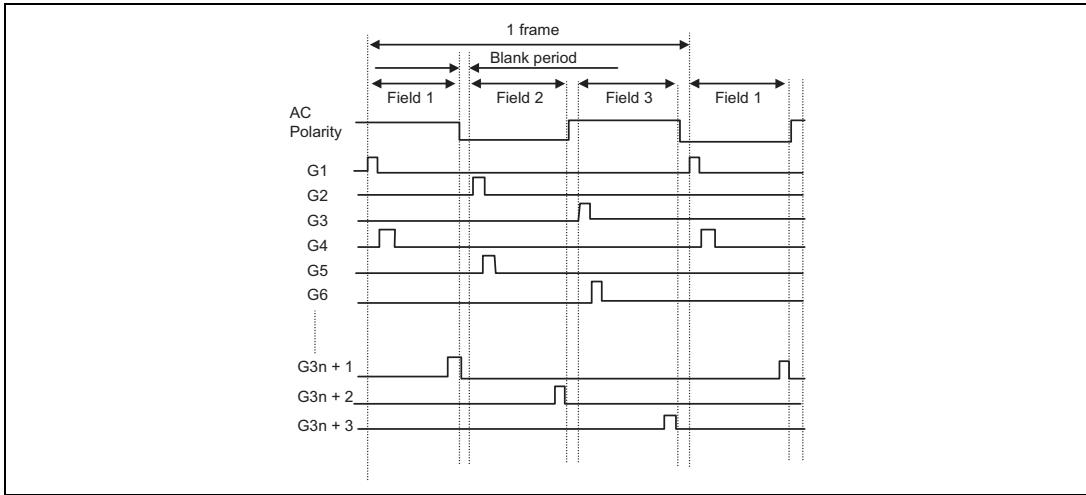 1 frame
Blank period
Field 1
Field 2
Field 3
Field 1
AC
Polarity
G1
G2
G3
G4
G5
G6
G3n + 1
G3n + 2
G3n + 3